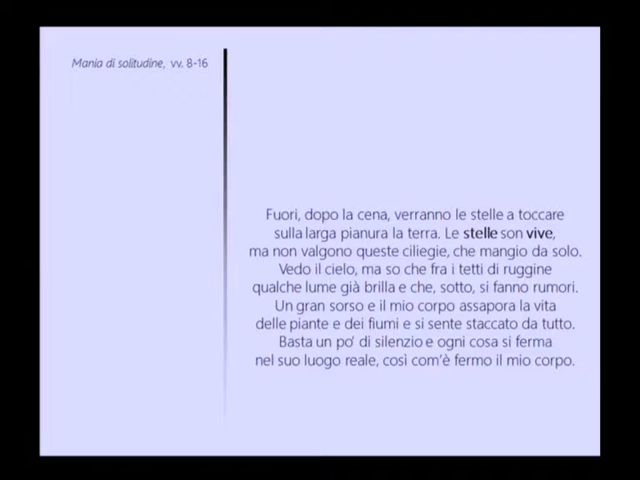 Mania di solitudine, vv. 8-16
Fuori, dopo la cena, verranno le stelle a toccare
sulla larga pianura la terra. Le stelle son vive,
ma non valgono queste ciliegie, che mangio da solo.
Vedo il cielo, ma so che fra i tetti di ruggine
qualche lume già brilla e che, sotto, si fanno rumori.
Un gran sorso e il mio corpo assapora la vita
delle piante e dei fiumi e si sente staccato da tutto.
Basta un po' di silenzio e ogni cosa si ferma
nel suo luogo reale, così com'è fermo il mio corpo.